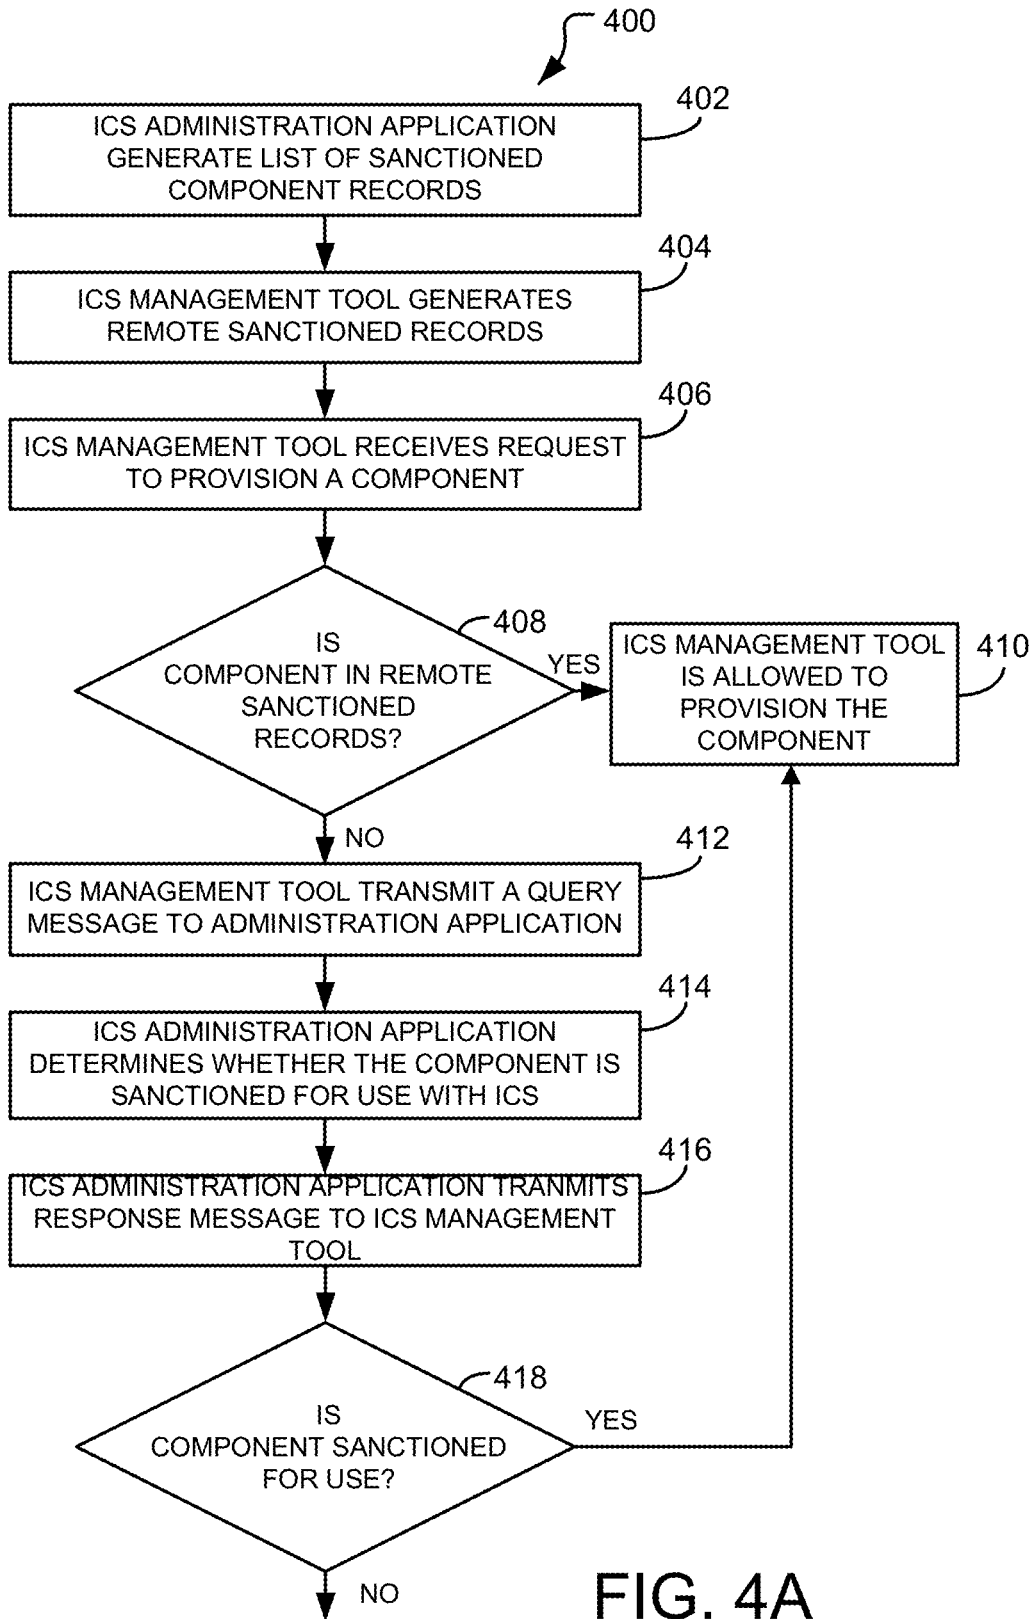 400
402
ICS ADMINISTRATION APPLICATION
GENERATE LIST OF SANCTIONED
COMPONENT RECORDS
404
ICS MANAGEMENT TOOL GENERATES
REMOTE SANCTIONED RECORDS
406
ICS MANAGEMENT TOOL RECEIVES REQUEST
TO PROVISION A COMPONENT
408
IS
COMPONENT IN REMOTE
SANCTIONED
RECORDS?
YES
410
ICS MANAGEMENT TOOL
IS ALLOWED TO
PROVISION THE
COMPONENT
NO
412
ICS MANAGEMENT TOOL TRANSMIT A QUERY
MESSAGE TO ADMINISTRATION APPLICATION
414
ICS ADMINISTRATION APPLICATION
DETERMINES WHETHER THE COMPONENT IS
SANCTIONED FOR USE WITH ICS
416
ICS ADMINISTRATION APPLICATION TRANMITS
RESPONSE MESSAGE TO ICS MANAGEMENT
TOOL
418
IS
COMPONENT SANCTIONED
FOR USE?
YES
NO
FIG. 4A